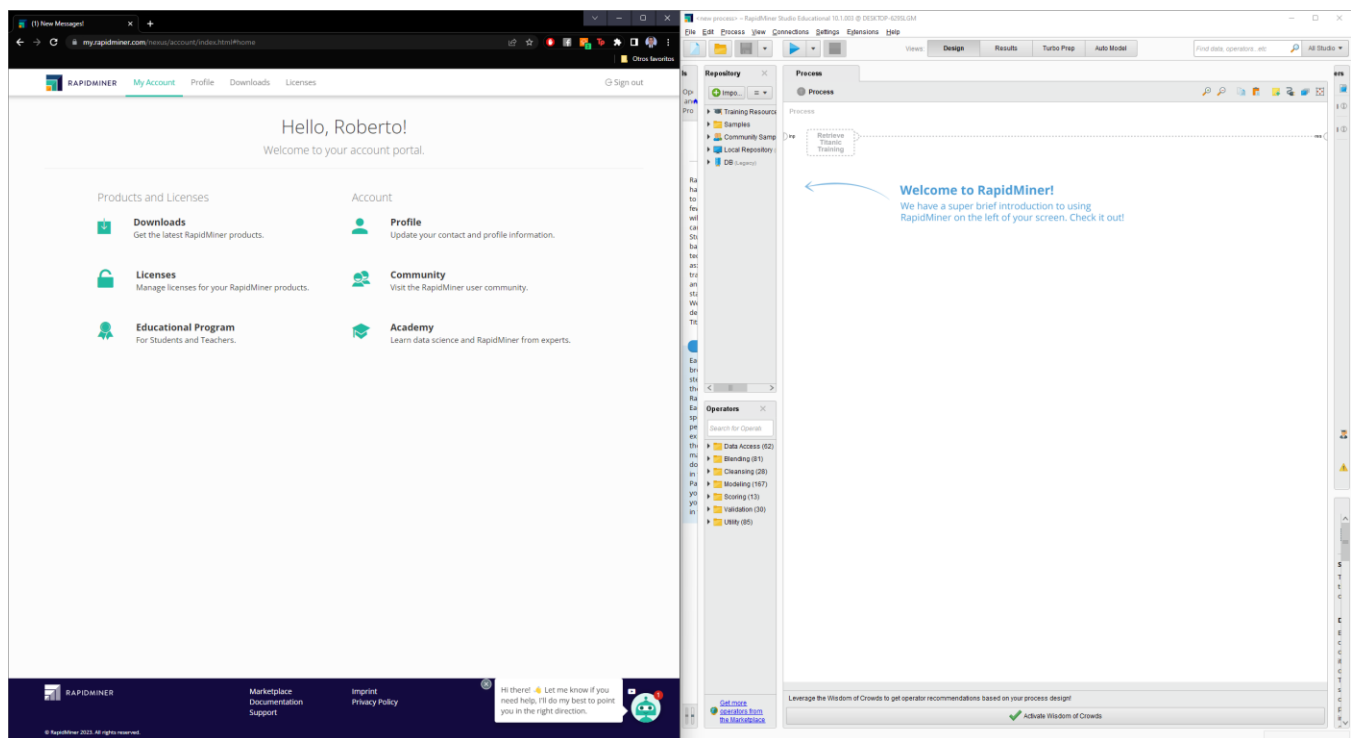 (1) New Messages!
my.rapidminer.com/nexus/account/index.html#home
Otros favoritos
RAPIDMINER My Account Profile Downloads Licenses Sign out
Hello, Roberto!
Welcome to your account portal.
Products and Licenses
Downloads
Get the latest RapidMiner products.
Licenses
Manage licenses for your RapidMiner products.
Educational Program
For Students and Teachers.
Account
Profile
Update your contact and profile information.
Community
Visit the RapidMiner user community.
Academy
Learn data science and RapidMiner from experts.
RAPIDMINER
Marketplace
Documentation
Support
Imprint
Privacy Policy
Hi there! 👋 Let me know if you
need help, I'll do my best to point
you in the right direction.
1
© RapidMiner 2023. All rights reserved.
<new process> – RapidMiner Studio Educational 10.1.003 @ DESKTOP-628SLGM
File Edit Process View Connections Settings Extensions Help
Views: Design Results Turbo Prep Auto Model
Find data, operators...etc
All Studio
Repository
Impo...
Training Resource
Samples
Community Samp
Local Repository
DB (Legacy)
Operators
Search for Operato
Data Access (62)
Blending (81)
Cleansing (28)
Modeling (167)
Scoring (13)
Validation (30)
Utility (85)
Get more
operators from
the Marketplace
Process
Process
Process
inp
Retrieve
Titanic
Training
res
Welcome to RapidMiner!
We have a super brief introduction to using
RapidMiner on the left of your screen. Check it out!
Leverage the Wisdom of Crowds to get operator recommendations based on your process design!
Activate Wisdom of Crowds